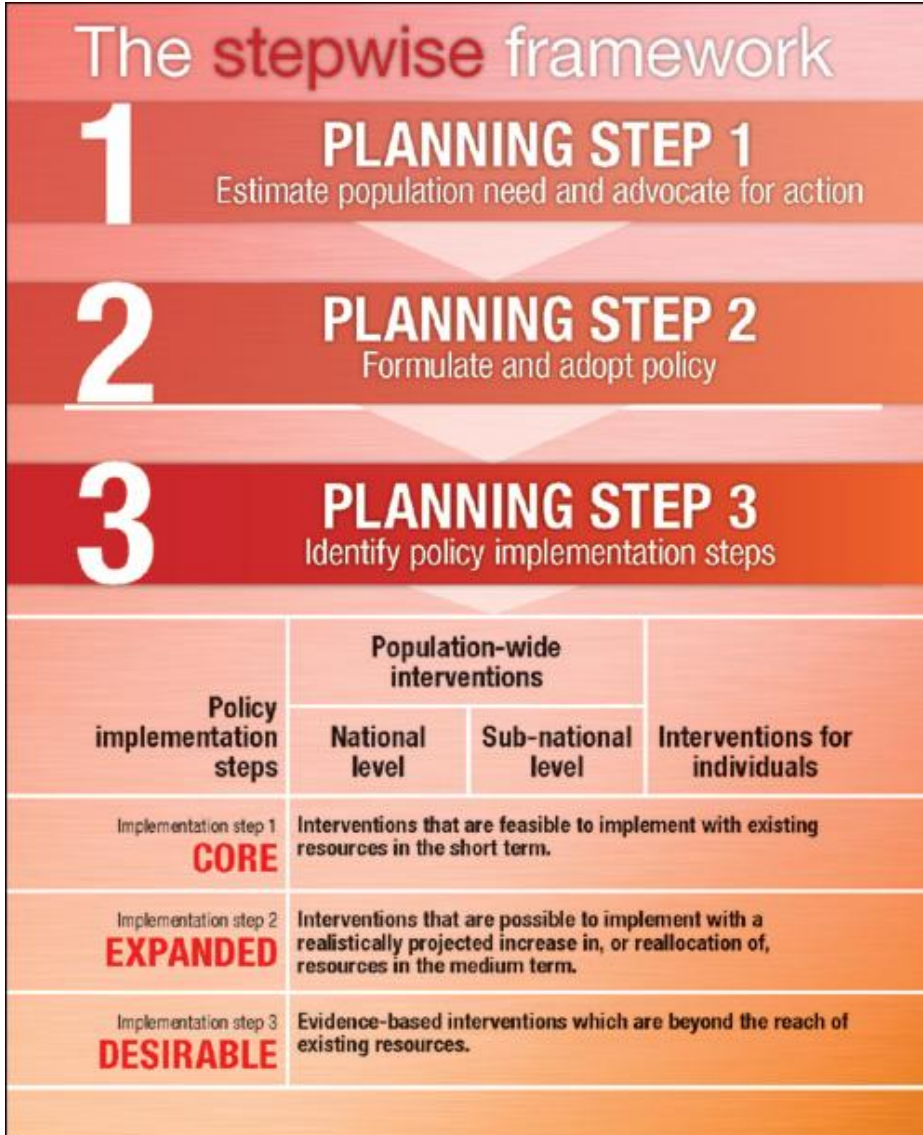 The stepwise framework
1
PLANNING STEP 1
Estimate population need and advocate for action
2
PLANNING STEP 2
Formulate and adopt policy
3
PLANNING STEP 3
Identify policy implementation steps
Policy
implementation
steps
Population-wide
interventions
National
level
Sub-national
level
Interventions for
individuals
Implementation step 1
CORE
Interventions that are feasible to implement with existing
resources in the short term.
Implementation step 2
EXPANDED
Interventions that are possible to implement with a
realistically projected increase in, or reallocation of,
resources in the medium term.
Implementation step 3
DESIRABLE
Evidence-based interventions which are beyond the reach of
existing resources.